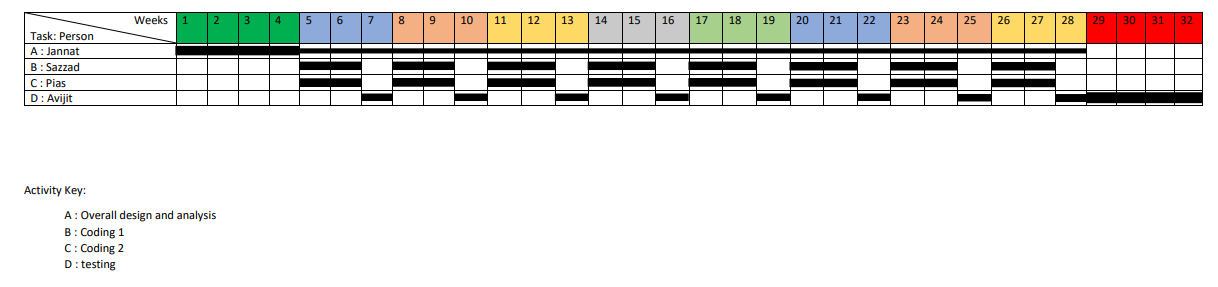 Weeks 1 2 3 4 5 6 7 8 9 10 11 12 13 14 15 16 17 18 19 20 21 22 23 24 25 26 27 28 29 30 31 32
Task: Person
A : Jannat
B : Sazzad
C : Pias
D : Avijit
Activity Key:
A : Overall design and analysis
B : Coding 1
C : Coding 2
D : testing